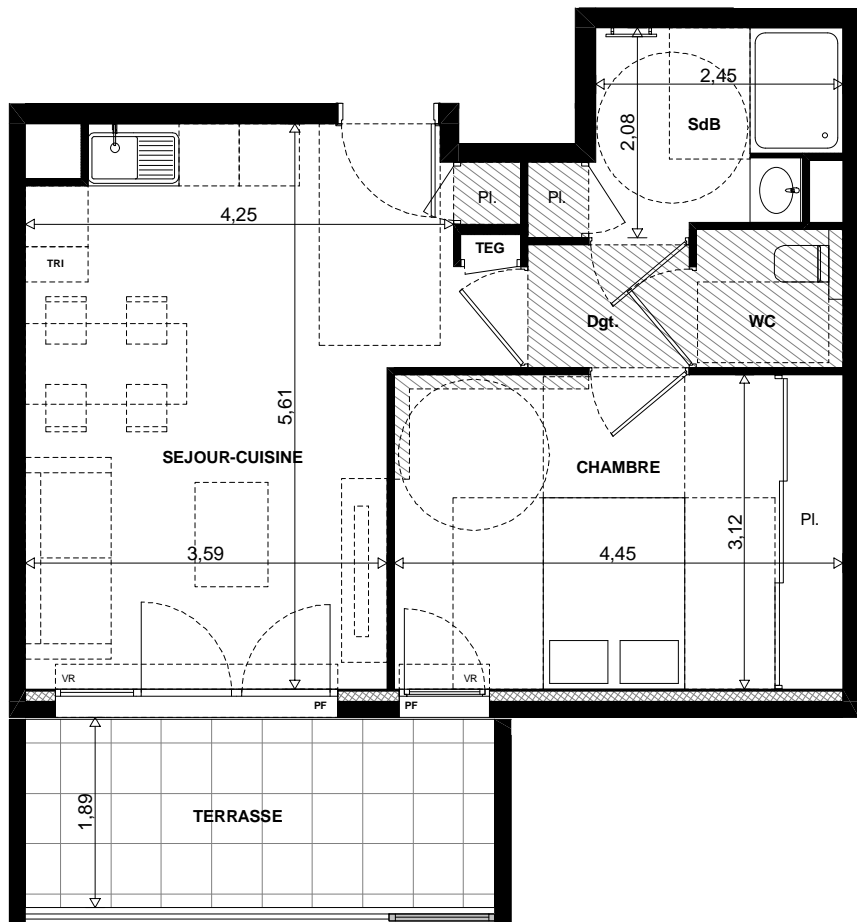 2,45
SdB
2,08
Pl.
Pl.
4,25
TEG
TRI
Dgt.
WC
5,61
SEJOUR-CUISINE
CHAMBRE
3,12
Pl.
3,59
4,45
VR
VR
PF
PF
1,89
TERRASSE